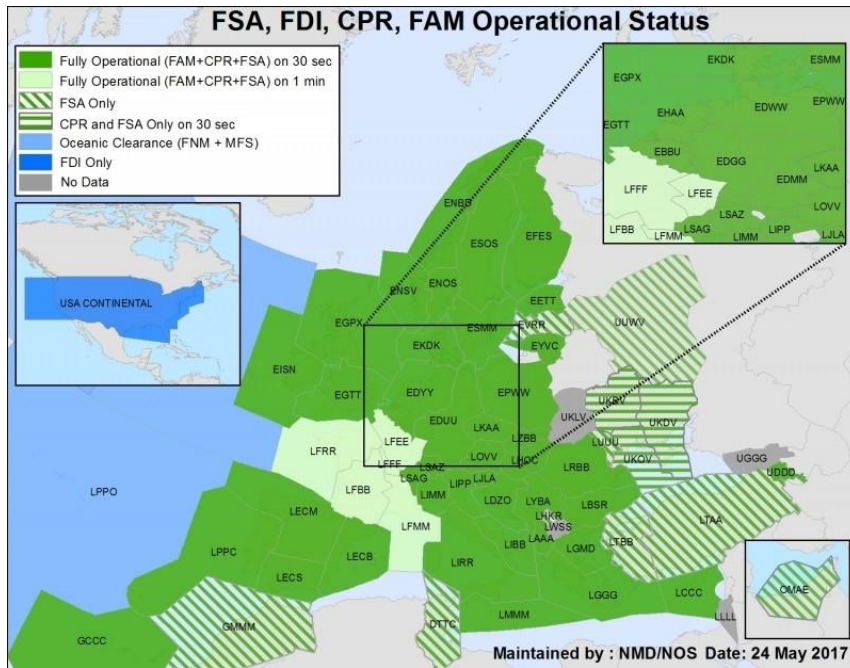 FSA, FDI, CPR, FAM Operational Status
Fully Operational (FAM+CPR+FSA) on 30 sec
Fully Operational (FAM+CPR+FSA) on 1 min
FSA Only
CPR and FSA Only on 30 sec
Oceanic Clearance (FNM + MFS)
FDI Only
No Data
EKDK
ESMM
EGPX
EHAA
EDWW
EPWW
EGTT
EBBU
EDGG
LKAA
LFFF
LFEE
EDMM
LSAZ
LOVV
LFBB
LFMM
LSAG
LIMM
LIPP
LJLA
USA CONTINENTAL
ENBD
ESOS
EFES
ENSV
ENOS
EETT
EGPX
ESMM
EVRR
UUWV
EKDK
EYVC
EISN
EGTT
EDYY
EPWW
UKLV
UKBV
EDUU
LKAA
UKDV
LFRR
LFEE
LZBB
LUUU
LFFF
LSAZ
LOVV
LHCC
UKOV
UGGG
LPPO
LFBB
LSAG
LIPP
LJLA
LRBB
UDDD
LIMM
LECM
LDZO
LYBA
LBSR
LTAA
LFMM
LHKR
LWSS
LPPC
LECB
LIBB
LAAA
LTBB
LIRR
LGMD
LECS
OMAE
LGGG
LCCC
GCCC
GMMM
DTTC
LMMM
LLLL
Maintained by : NMD/NOS Date: 24 May 2017